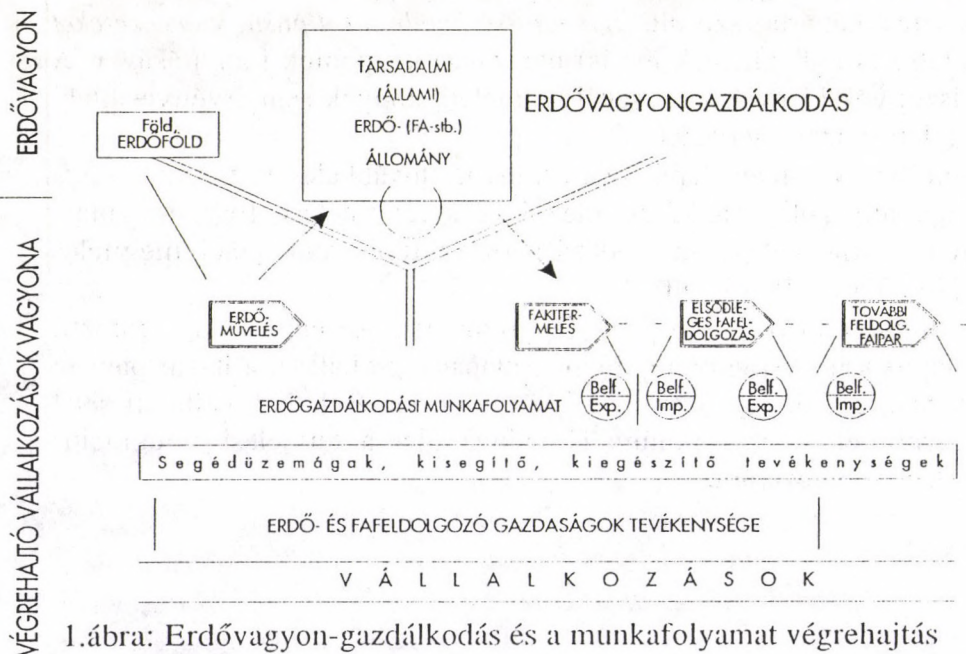 ERDŐVAGYON
VÉGREHAJTÓ VÁLLALKOZÁSOK VAGYONA
TÁRSADALMI
(ÁLLAMI)
ERDŐ- (FA-stb.)
ÁLLOMÁNY
ERDŐVAGYONGAZDÁLKODÁS
Föld,
ERDŐFÖLD
ERDŐ-
MŰVELÉS
FAKITER-
MELÉS
ELSŐDLE-
GES FAFEL-
DOLGOZÁS
TOVÁBBI
FELDOLG.
FAIPAR
ERDŐGAZDÁLKODÁSI MUNKAFOLYAMAT
Belf.
Exp.
Belf.
Imp.
Belf.
Exp.
Belf.
Imp.
Segédüzemágak, kisegítő, kiegészítő tevékenységek
ERDŐ- ÉS FAFELDOLGOZÓ GAZDASÁGOK TEVÉKENYSÉGE
VÁLLALKOZÁSOK
1.ábra: Erdővagyon-gazdálkodás és a munkafolyamat végrehajtás